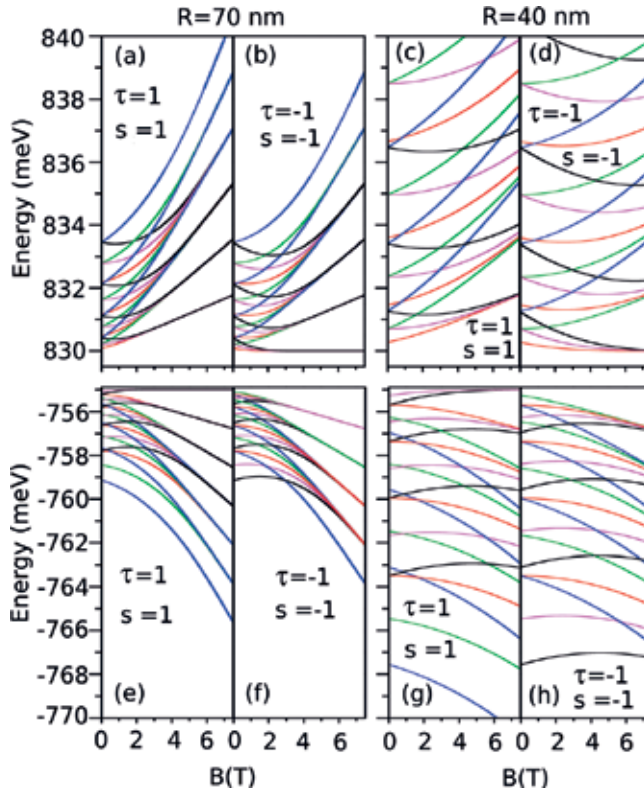 R=70 nm
R=40 nm
(a)
(b)
(c)
(d)
τ=1
s =1
τ=-1
s =-1
τ=-1
s =-1
τ=1
s =1
Energy (meV)
840
838
836
834
832
830
τ=1
s =1
τ=-1
s =-1
τ=1
s =1
τ=-1
s =-1
Energy (meV)
-756
-758
-760
-762
-764
-766
-768
-770
(e)
(f)
(g)
(h)
0 2 4 6 0 2 4 6
0 2 4 6 0 2 4 6
B(T)
B(T)